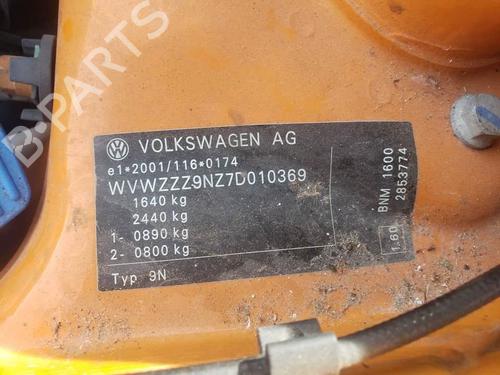 VOLKSWAGEN AG
e1*2001/116*0174
WVWZZZ9NZ7D010369
1640 kg
2440 kg
1- 0890 kg
2- 0800 kg
Typ 9N
BNM 1600
2853774
1.60